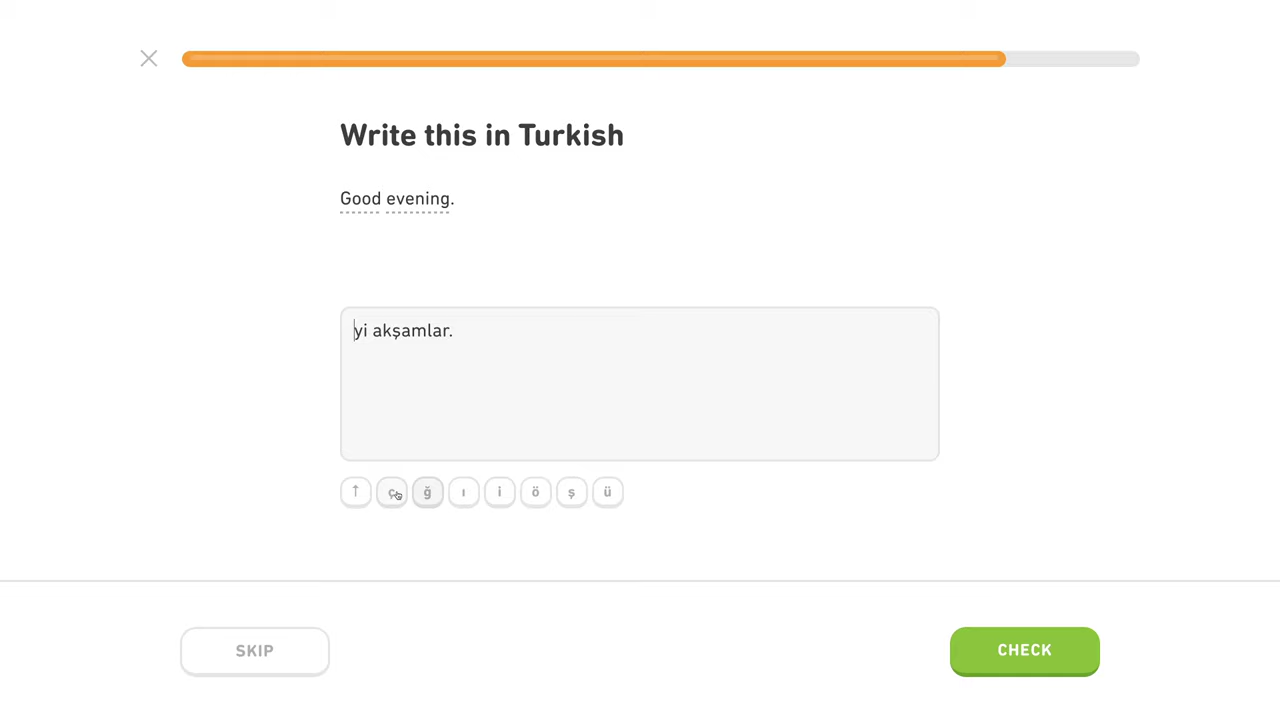 Write this in Turkish
Good evening.
yi akşamlar.
↑ ç ğ ı i ö ş ü
SKIP
CHECK